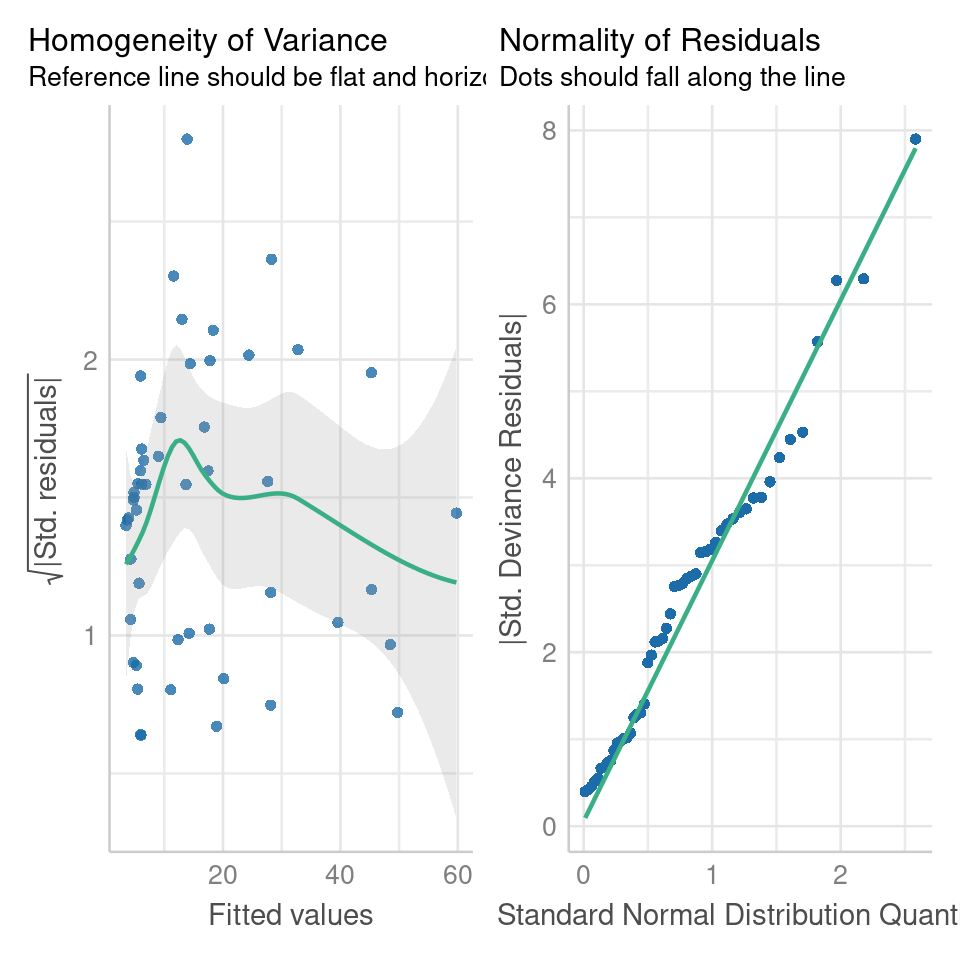 Homogeneity of Variance
Reference line should be flat and horizo
2
1
√|Std. residuals|
20 40 60
Fitted values
Normality of Residuals
Dots should fall along the line
8
6
4
2
0
|Std. Deviance Residuals|
0 1 2
Standard Normal Distribution Quant